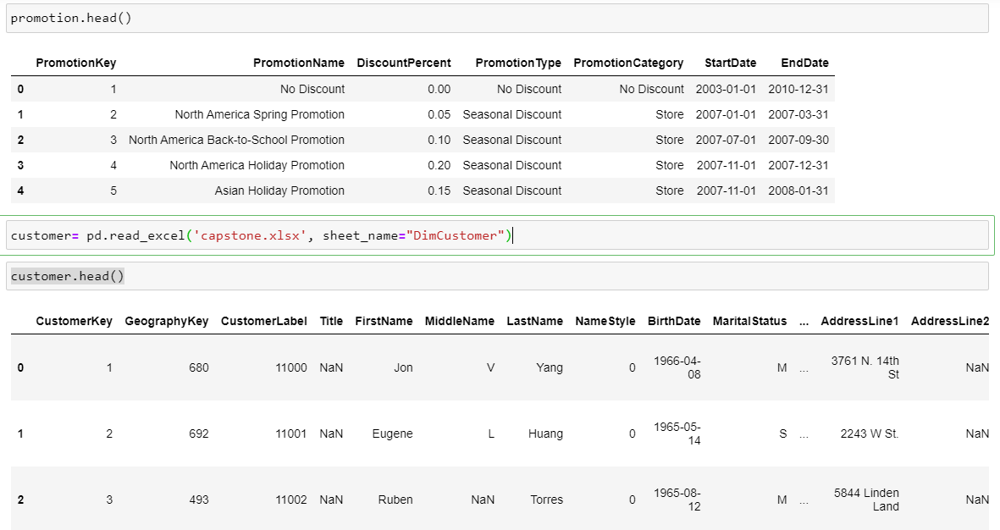 promotion.head()
PromotionKey PromotionName DiscountPercent PromotionType PromotionCategory StartDate EndDate
0 1 No Discount 0.00 No Discount No Discount 2003-01-01 2010-12-31
1 2 North America Spring Promotion 0.05 Seasonal Discount Store 2007-01-01 2007-03-31
2 3 North America Back-to-School Promotion 0.10 Seasonal Discount Store 2007-07-01 2007-09-30
3 4 North America Holiday Promotion 0.20 Seasonal Discount Store 2007-11-01 2007-12-31
4 5 Asian Holiday Promotion 0.15 Seasonal Discount Store 2007-11-01 2008-01-31
customer= pd.read_excel('capstone.xlsx', sheet_name="DimCustomer")
customer.head()
CustomerKey GeographyKey CustomerLabel Title FirstName MiddleName LastName NameStyle BirthDate MaritalStatus ... AddressLine1 AddressLine2
0 1 680 11000 NaN Jon V Yang 0 1966-04-
08 M ... 3761 N. 14th
St NaN
1 2 692 11001 NaN Eugene L Huang 0 1965-05-
14 S ... 2243 W St. NaN
2 3 493 11002 NaN Ruben NaN Torres 0 1965-08-
12 M ... 5844 Linden
Land NaN